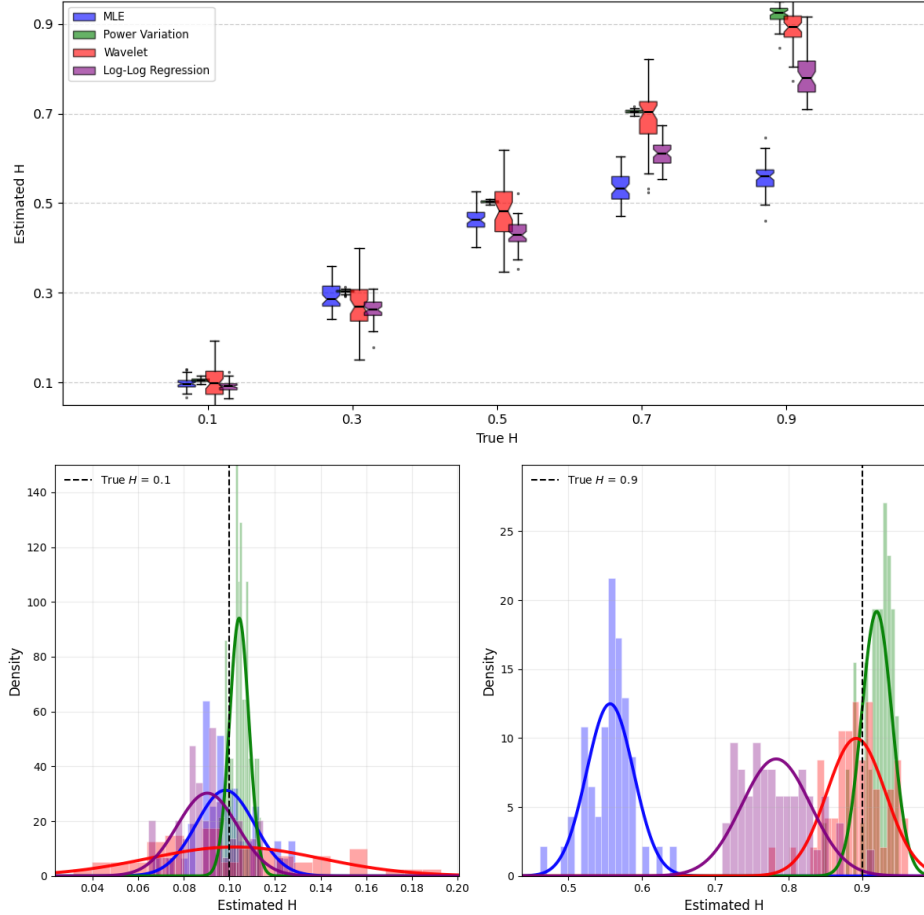 MLE
Power Variation
Wavelet
Log-Log Regression
Estimated H
0.9
0.7
0.5
0.3
0.1
0.1 0.3 0.5 0.7 0.9
True H
True H = 0.1
Density
140
120
100
80
60
40
20
0
0.04 0.06 0.08 0.10 0.12 0.14 0.16 0.18 0.20
Estimated H
True H = 0.9
Density
25
20
15
10
5
0
0.5 0.6 0.7 0.8 0.9
Estimated H